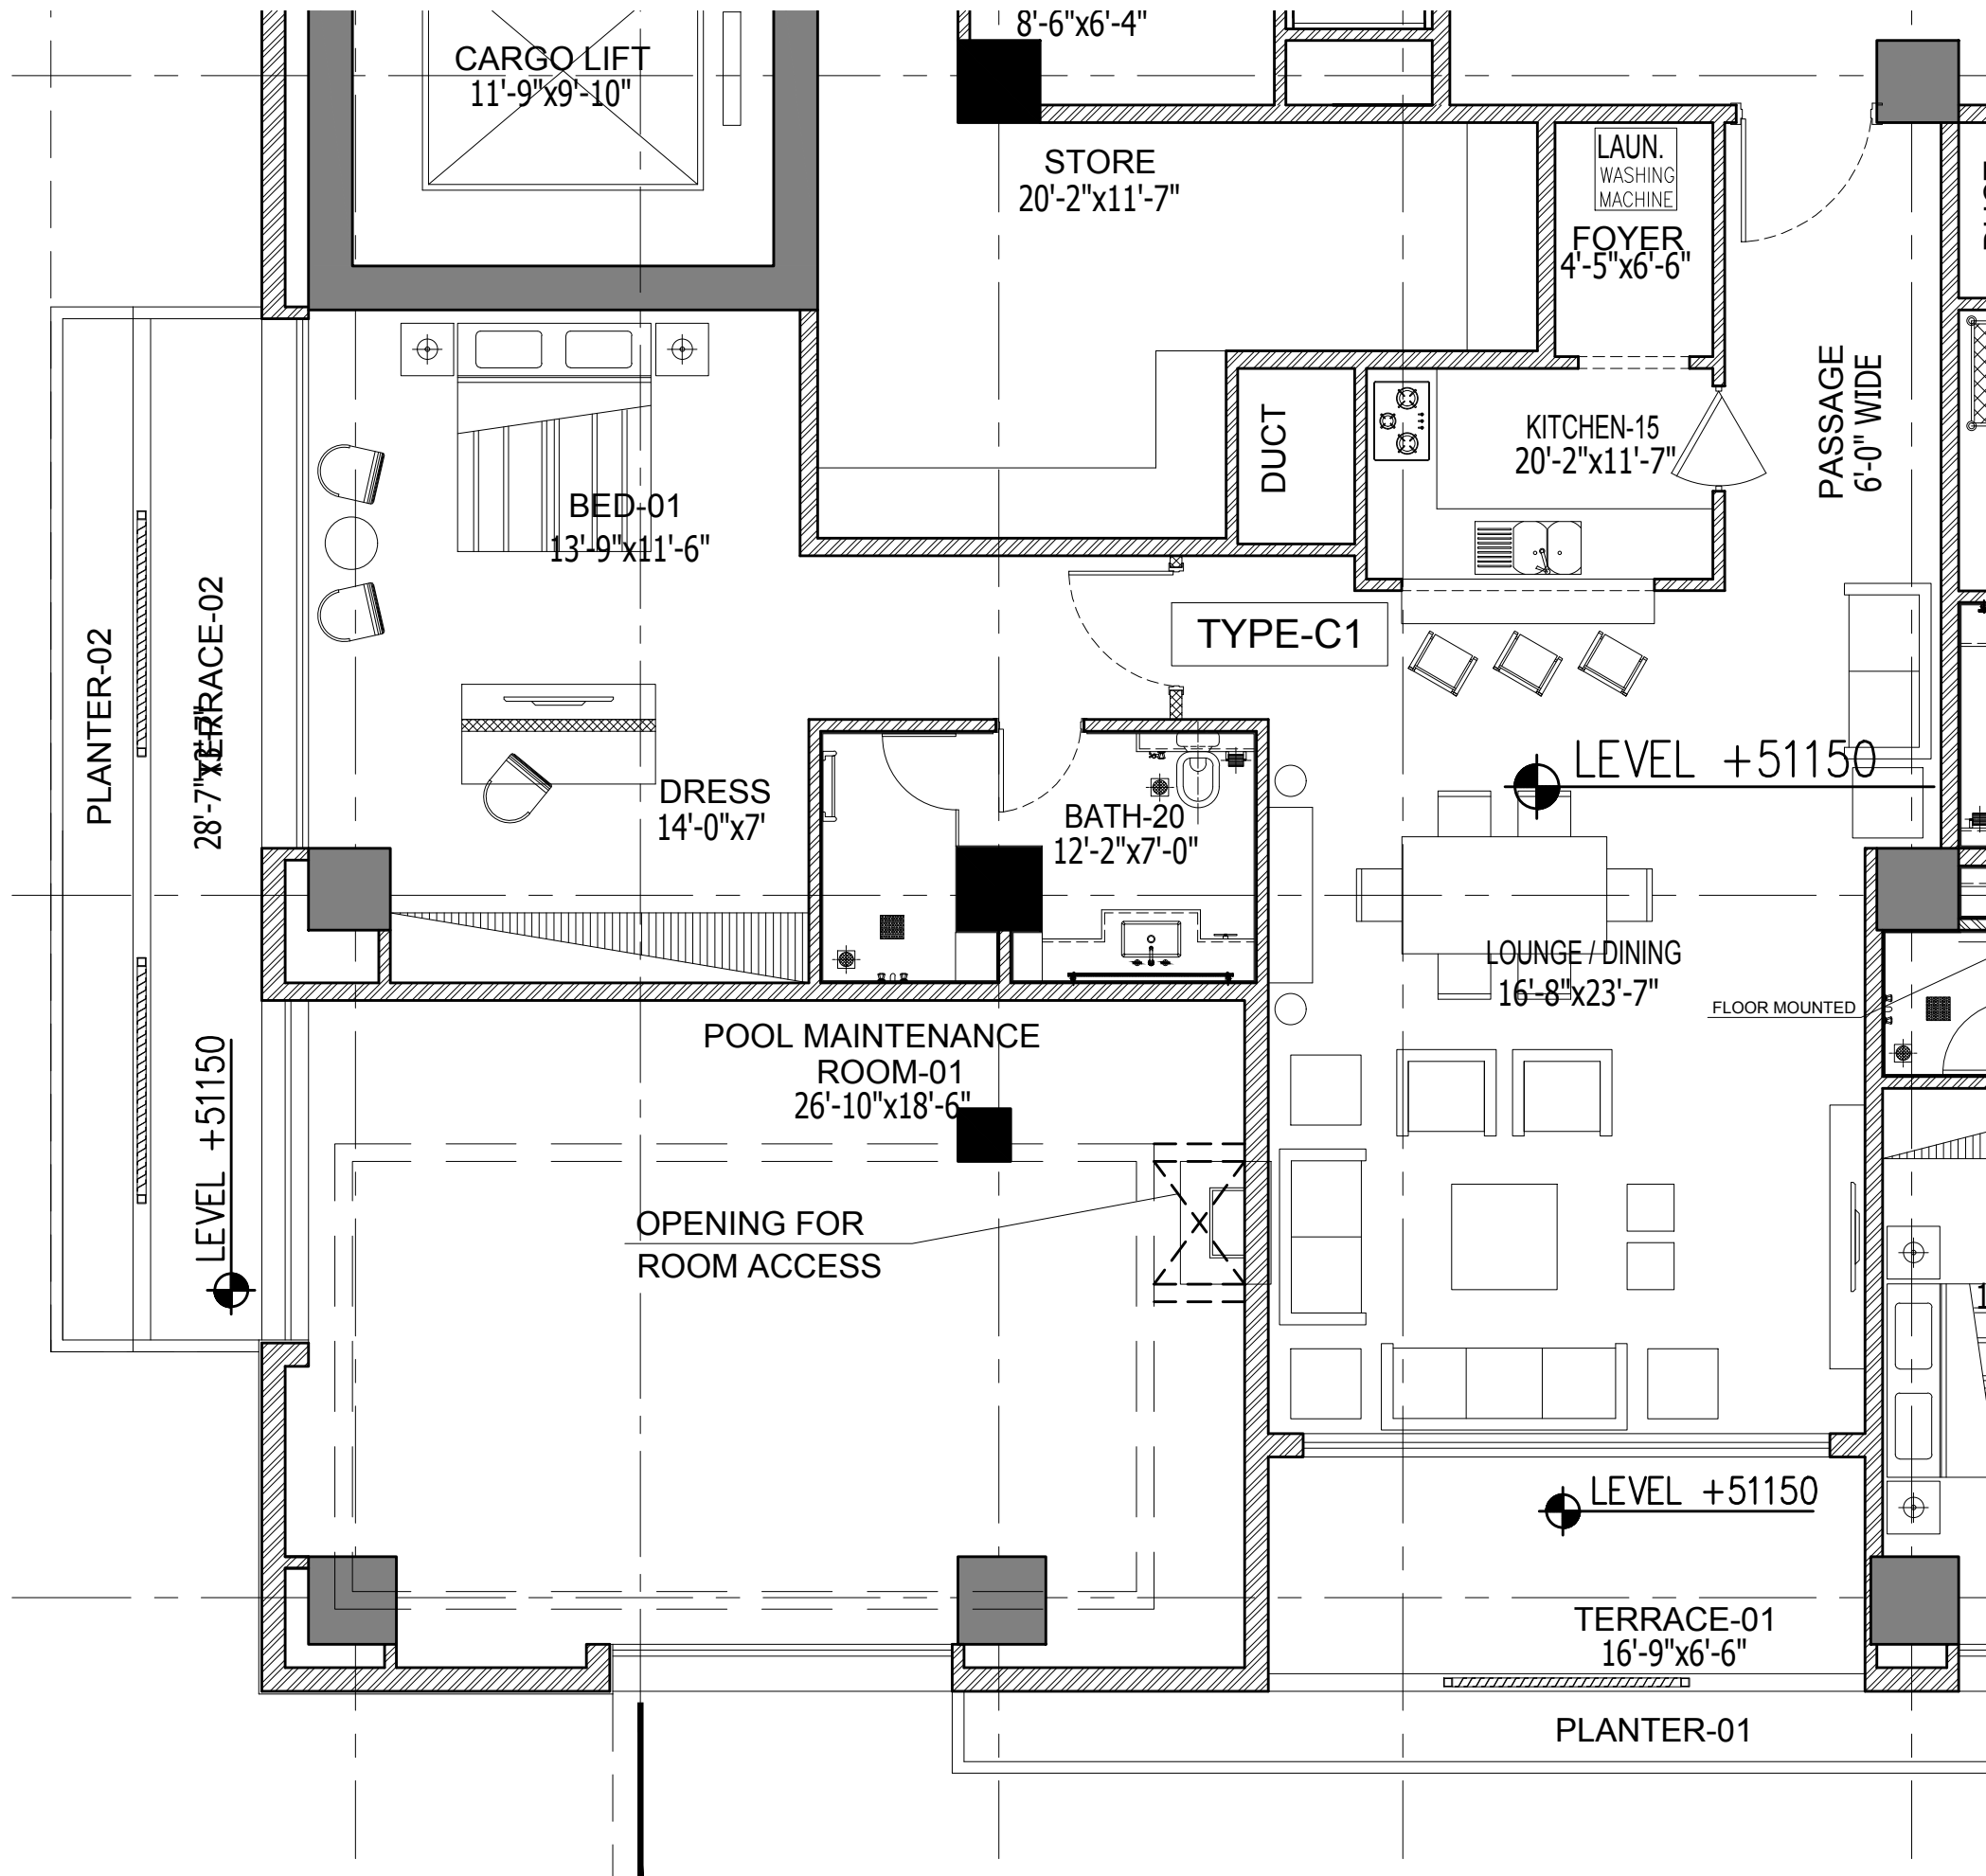 8'-6"x6'-4"
CARGO LIFT
11'-9"x9'-10"
STORE
20'-2"x11'-7"
LAUN.
WASHING
MACHINE
FOYER
4'-5"x6'-6"
PASSAGE
6'-0" WIDE
DUCT
KITCHEN-15
20'-2"x11'-7"
BED-01
13'-9"x11'-6"
TYPE-C1
PLANTER-02
TERRACE-02
28'-7"x3'-7"
LEVEL +51150
DRESS
14'-0"x7'
BATH-20
12'-2"x7'-0"
LOUNGE / DINING
16'-8"x23'-7"
FLOOR MOUNTED
POOL MAINTENANCE
ROOM-01
26'-10"x18'-6"
LEVEL +51150
OPENING FOR
ROOM ACCESS
LEVEL +51150
TERRACE-01
16'-9"x6'-6"
PLANTER-01